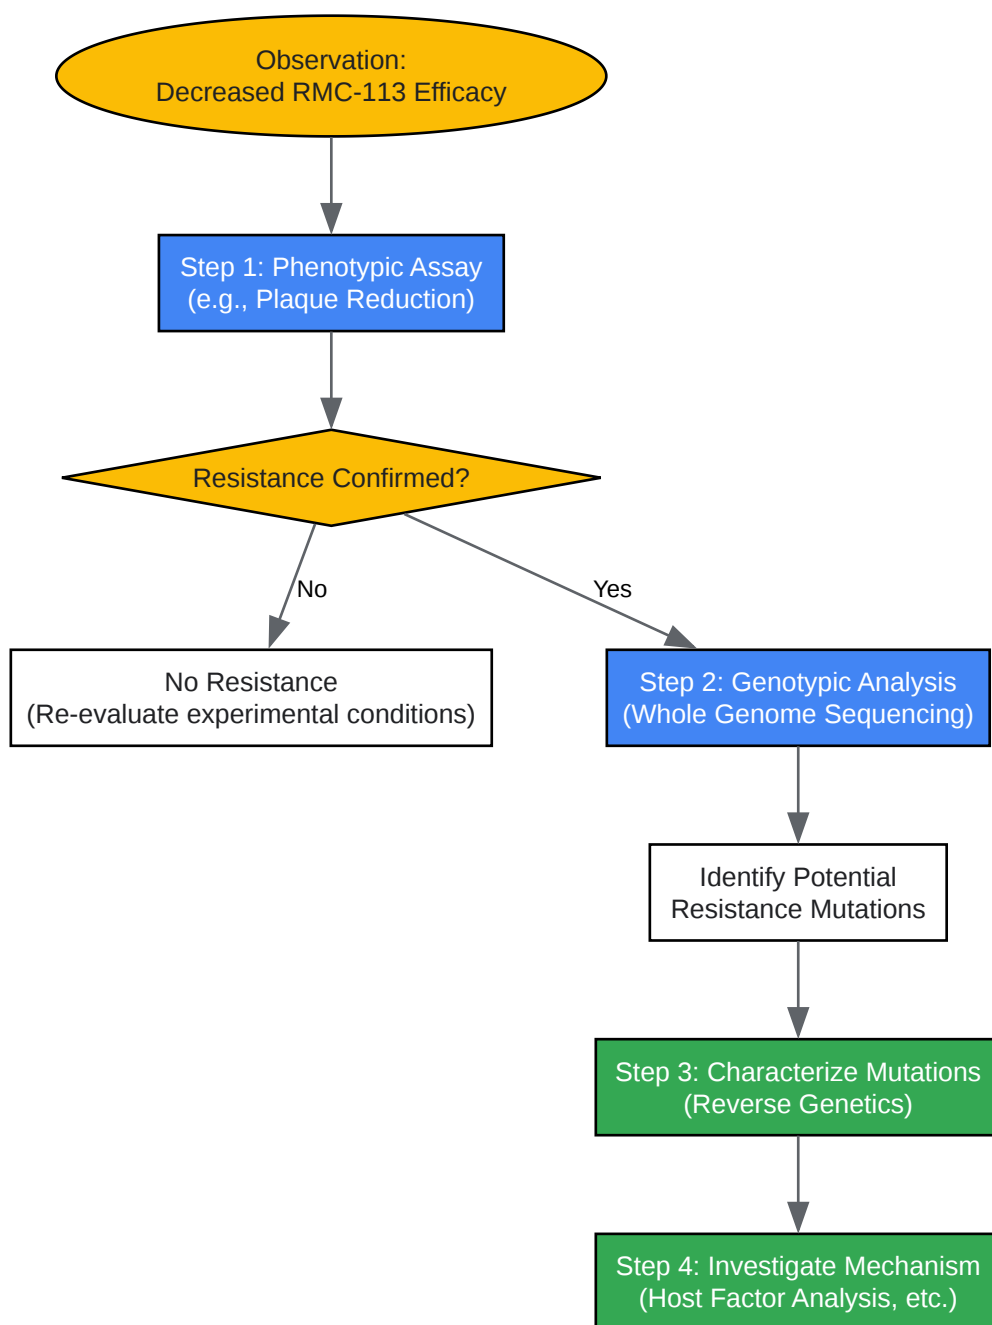 Observation:
Decreased RMC-113 Efficacy
Step 1: Phenotypic Assay
(e.g., Plaque Reduction)
Resistance Confirmed?
No
Yes
No Resistance
(Re-evaluate experimental conditions)
Step 2: Genotypic Analysis
(Whole Genome Sequencing)
Identify Potential
Resistance Mutations
Step 3: Characterize Mutations
(Reverse Genetics)
Step 4: Investigate Mechanism
(Host Factor Analysis, etc.)